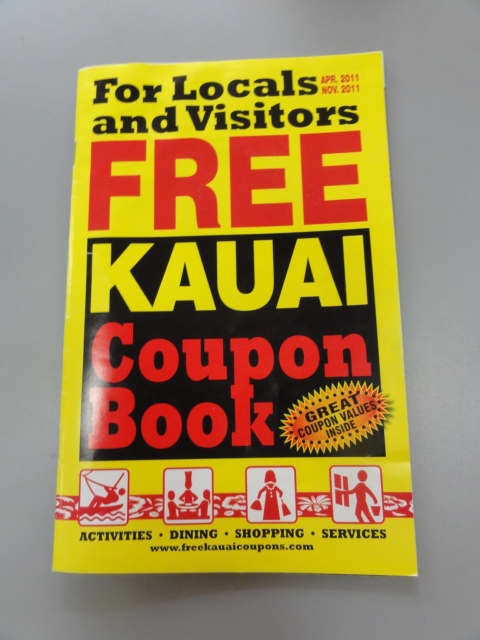 For Locals APR. 2011
and Visitors NOV. 2011
FREE
KAUAI
Coupon
Book
GREAT
COUPON VALUES
INSIDE
ACTIVITIES • DINING • SHOPPING • SERVICES
www.freekauaicoupons.com